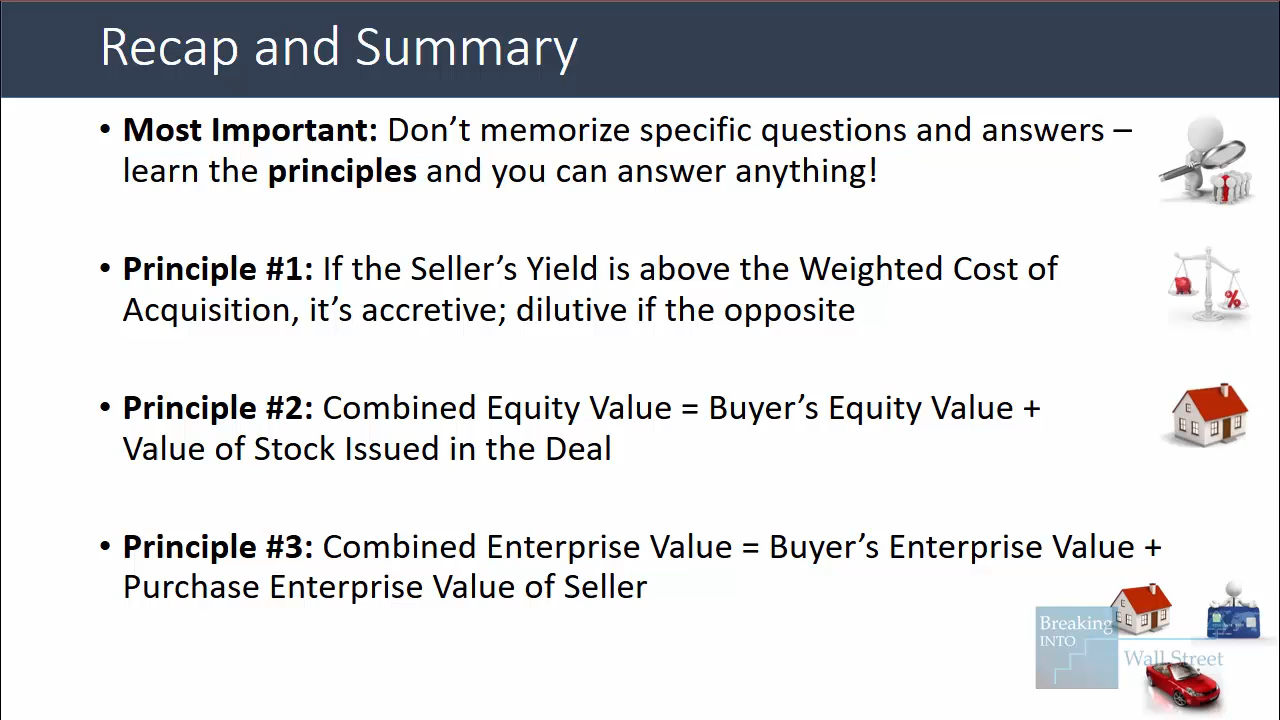 Recap and Summary
• Most Important: Don't memorize specific questions and answers –
learn the principles and you can answer anything!
• Principle #1: If the Seller's Yield is above the Weighted Cost of
Acquisition, it's accretive; dilutive if the opposite
%
• Principle #2: Combined Equity Value = Buyer's Equity Value +
Value of Stock Issued in the Deal
• Principle #3: Combined Enterprise Value = Buyer's Enterprise Value +
Purchase Enterprise Value of Seller
Breaking
INTO
Wall Street